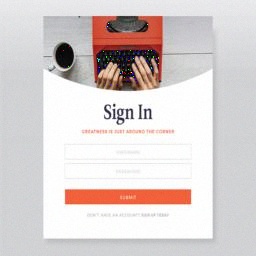 Sign In
GREATNESS IS JUST AROUND THE CORNER
USERNAME
PASSWORD
SUBMIT
DON'T HAVE AN ACCOUNT? SIGN UP TODAY